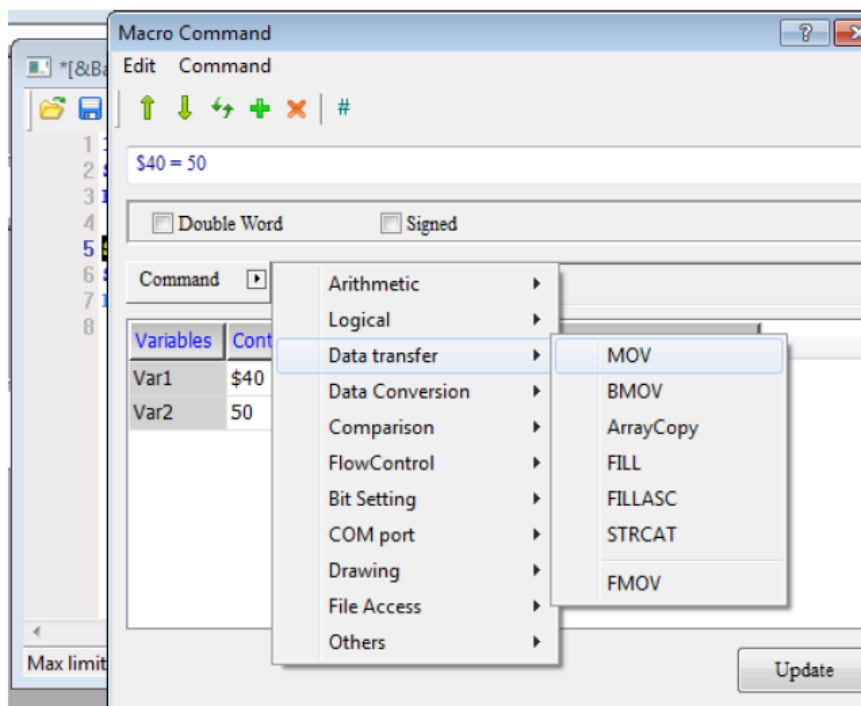 Macro Command
*[&Ba
Edit Command
#
1
2
3
4
5
6
7
8
$40 = 50
Double Word Signed
Command
Variables Cont
Var1 $40
Var2 50
Arithmetic
Logical
Data transfer
Data Conversion
Comparison
FlowControl
Bit Setting
COM port
Drawing
File Access
Others
MOV
BMOV
ArrayCopy
FILL
FILLASC
STRCAT
FMOV
Max limit
Update